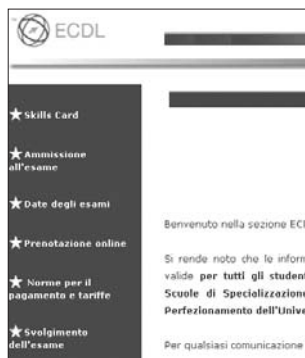 ECDL
Skills Card
Ammissione
all'esame
Date degli esami
Prenotazione online
Norme per il
pagamento e tariffe
Svolgimento
dell'esame
Benvenuto nella sezione ECD
Si rende noto che le inform
valide per tutti gli student
Scuole di Specializzazione
Perfezionamento dell'Unive
Per qualsiasi comunicazione